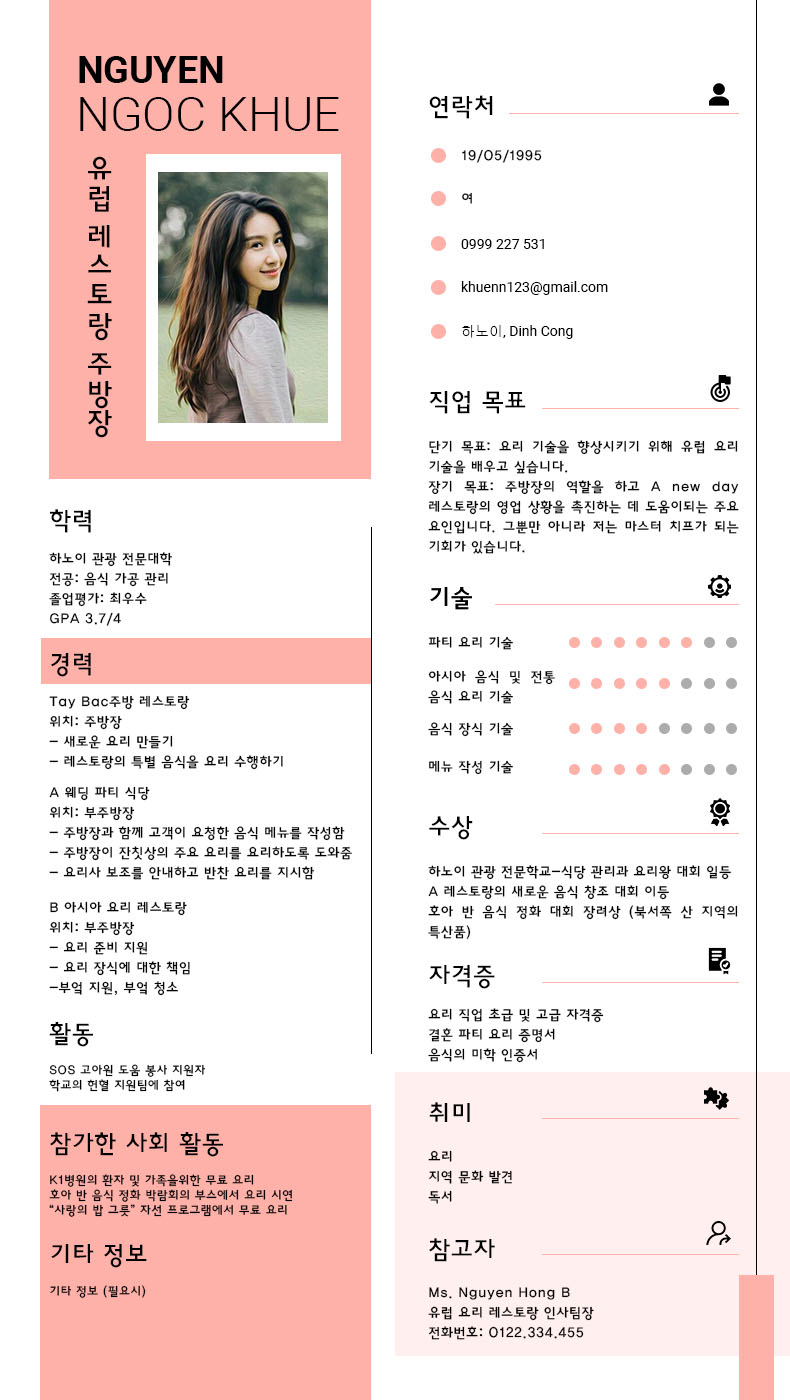 NGUYEN
NGOC KHUE
유럽 레스토랑 주방장
학력
하노이 관광 전문대학
전공: 음식 가공 관리
졸업평가: 최우수
GPA 3.7/4
경력
Tay Bac주방 레스토랑
위치: 주방장
- 새로운 요리 만들기
- 레스토랑의 특별 음식을 요리 수행하기
A 웨딩 파티 식당
위치: 부주방장
- 주방장과 함께 고객이 요청한 음식 메뉴를 작성함
- 주방장이 잔칫상의 주요 요리를 요리하도록 도와줌
- 요리사 보조를 안내하고 반찬 요리를 지시함
B 아시아 요리 레스토랑
위치: 부주방장
- 요리 준비 지원
- 요리 장식에 대한 책임
-부엌 지원, 부엌 청소
활동
SOS 고아원 도움 봉사 지원자
학교의 헌혈 지원팀에 참여
참가한 사회 활동
K1병원의 환자 및 가족을위한 무료 요리
호아 반 음식 정화 박람회의 부스에서 요리 시연
“사랑의 밥 그릇” 자선 프로그램에서 무료 요리
기타 정보
기타 정보 (필요시)
연락처
19/05/1995
여
0999 227 531
khuenn123@gmail.com
하노이, Dinh Cong
직업 목표
단기 목표: 요리 기술을 향상시키기 위해 유럽 요리
기술을 배우고 싶습니다.
장기 목표: 주방장의 역할을 하고 A new day
레스토랑의 영업 상황을 촉진하는 데 도움이되는 주요
요인입니다. 그뿐만 아니라 저는 마스터 치프가 되는
기회가 있습니다.
기술
파티 요리 기술
아시아 음식 및 전통
음식 요리 기술
음식 장식 기술
메뉴 작성 기술
수상
하노이 관광 전문학교-식당 관리과 요리왕 대회 일등
A 레스토랑의 새로운 음식 창조 대회 이등
호아 반 음식 정화 대회 장려상 (북서쪽 산 지역의
특산품)
자격증
요리 직업 초급 및 고급 자격증
결혼 파티 요리 증명서
음식의 미학 인증서
취미
요리
지역 문화 발견
독서
참고자
Ms. Nguyen Hong B
유럽 요리 레스토랑 인사팀장
전화번호: 0122.334.455